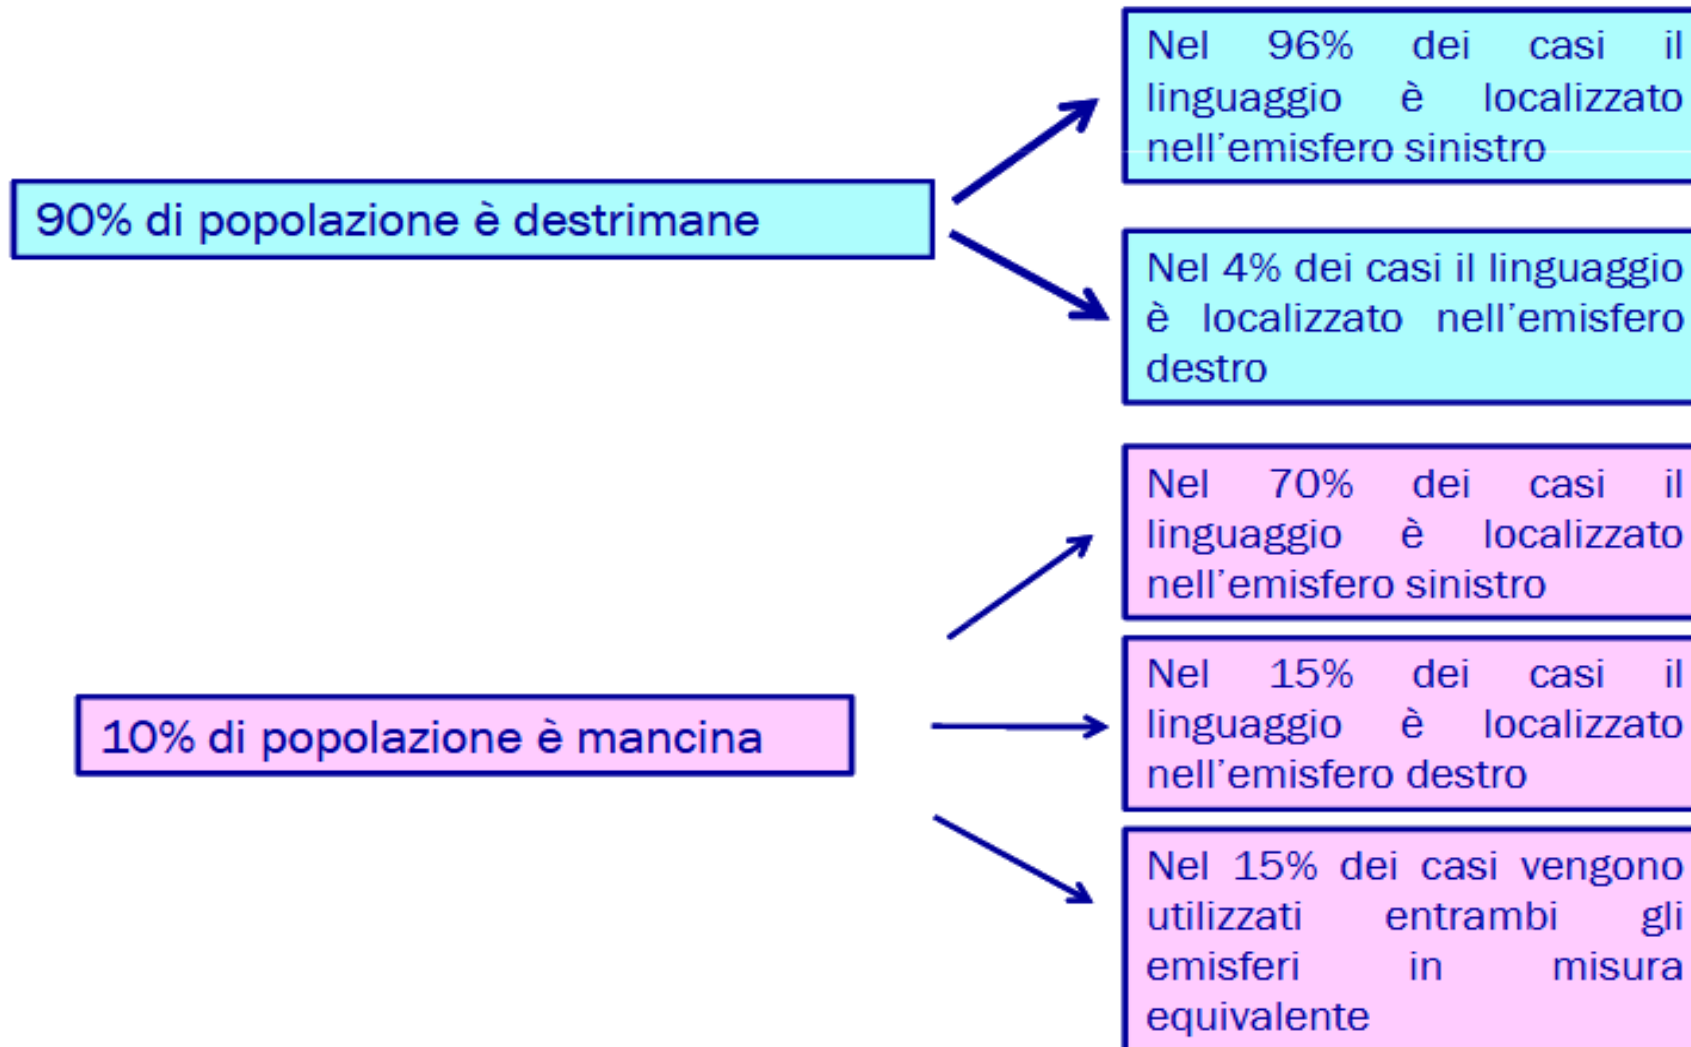 90% di popolazione è destrimane
Nel 96% dei casi il
linguaggio è localizzato
nell'emisfero sinistro
Nel 4% dei casi il linguaggio
è localizzato nell'emisfero
destro
10% di popolazione è mancina
Nel 70% dei casi il
linguaggio è localizzato
nell'emisfero sinistro
Nel 15% dei casi il
linguaggio è localizzato
nell'emisfero destro
Nel 15% dei casi vengono
utilizzati entrambi gli
emisferi in misura
equivalente